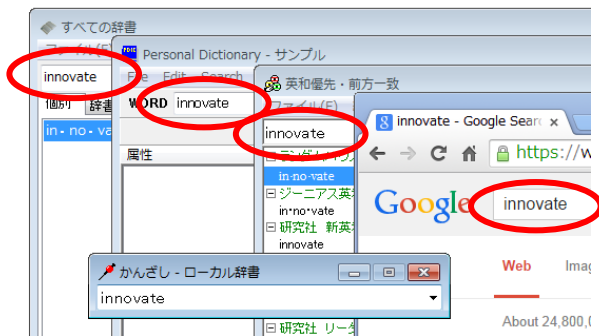 すべての辞書
ファイル(F)
innovate
個別 辞書
in- no - va
Personal Dictionary - サンプル
File Edit Search
WORD innovate
属性
英和優先・前方一致
ファイル(F)
innovate
in·no·vate
ジーニアス英
in•no•vate
研究社 新英
innovate
研究社 リーダ
innovate - Google Searc
https://w
Google
innovate
Web Imag
About 24,800,0
かんざし - ローカル辞書
innovate